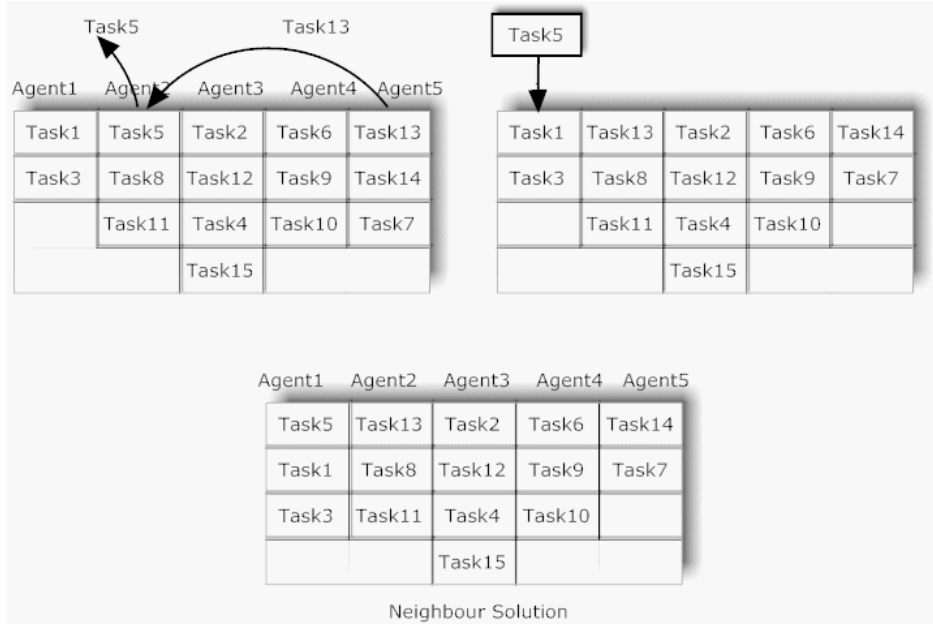 Task5 Task13
Agent1 Agent2 Agent3 Agent4 Agent5
Task1 Task5 Task2 Task6 Task13
Task3 Task8 Task12 Task9 Task14
Task11 Task4 Task10 Task7
Task15
Task5
Task1 Task13 Task2 Task6 Task14
Task3 Task8 Task12 Task9 Task7
Task11 Task4 Task10
Task15
Agent1 Agent2 Agent3 Agent4 Agent5
Task5 Task13 Task2 Task6 Task14
Task1 Task8 Task12 Task9 Task7
Task3 Task11 Task4 Task10
Task15
Neighbour Solution